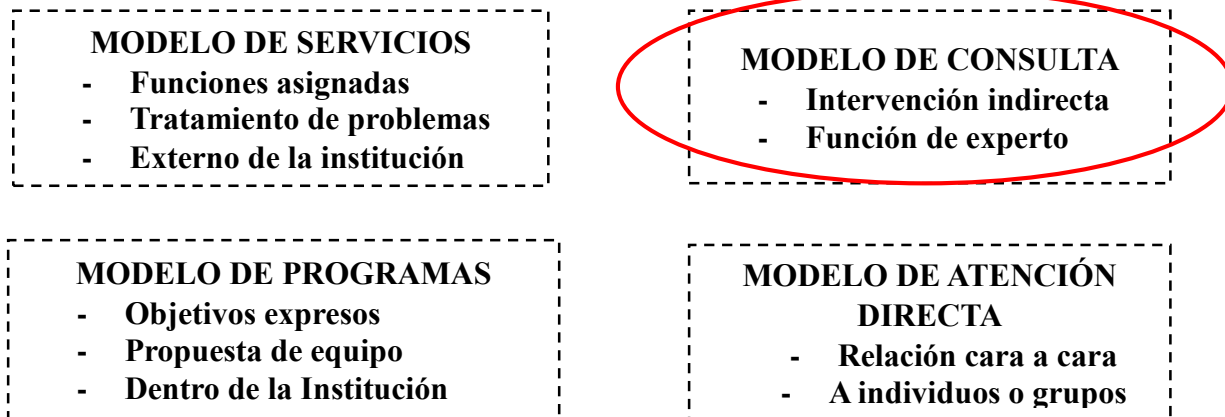 MODELO DE SERVICIOS
- Funciones asignadas
- Tratamiento de problemas
- Externo de la institución
MODELO DE CONSULTA
- Intervención indirecta
- Función de experto
MODELO DE PROGRAMAS
- Objetivos expresos
- Propuesta de equipo
- Dentro de la Institución
MODELO DE ATENCIÓN
DIRECTA
- Relación cara a cara
- A individuos o grupos